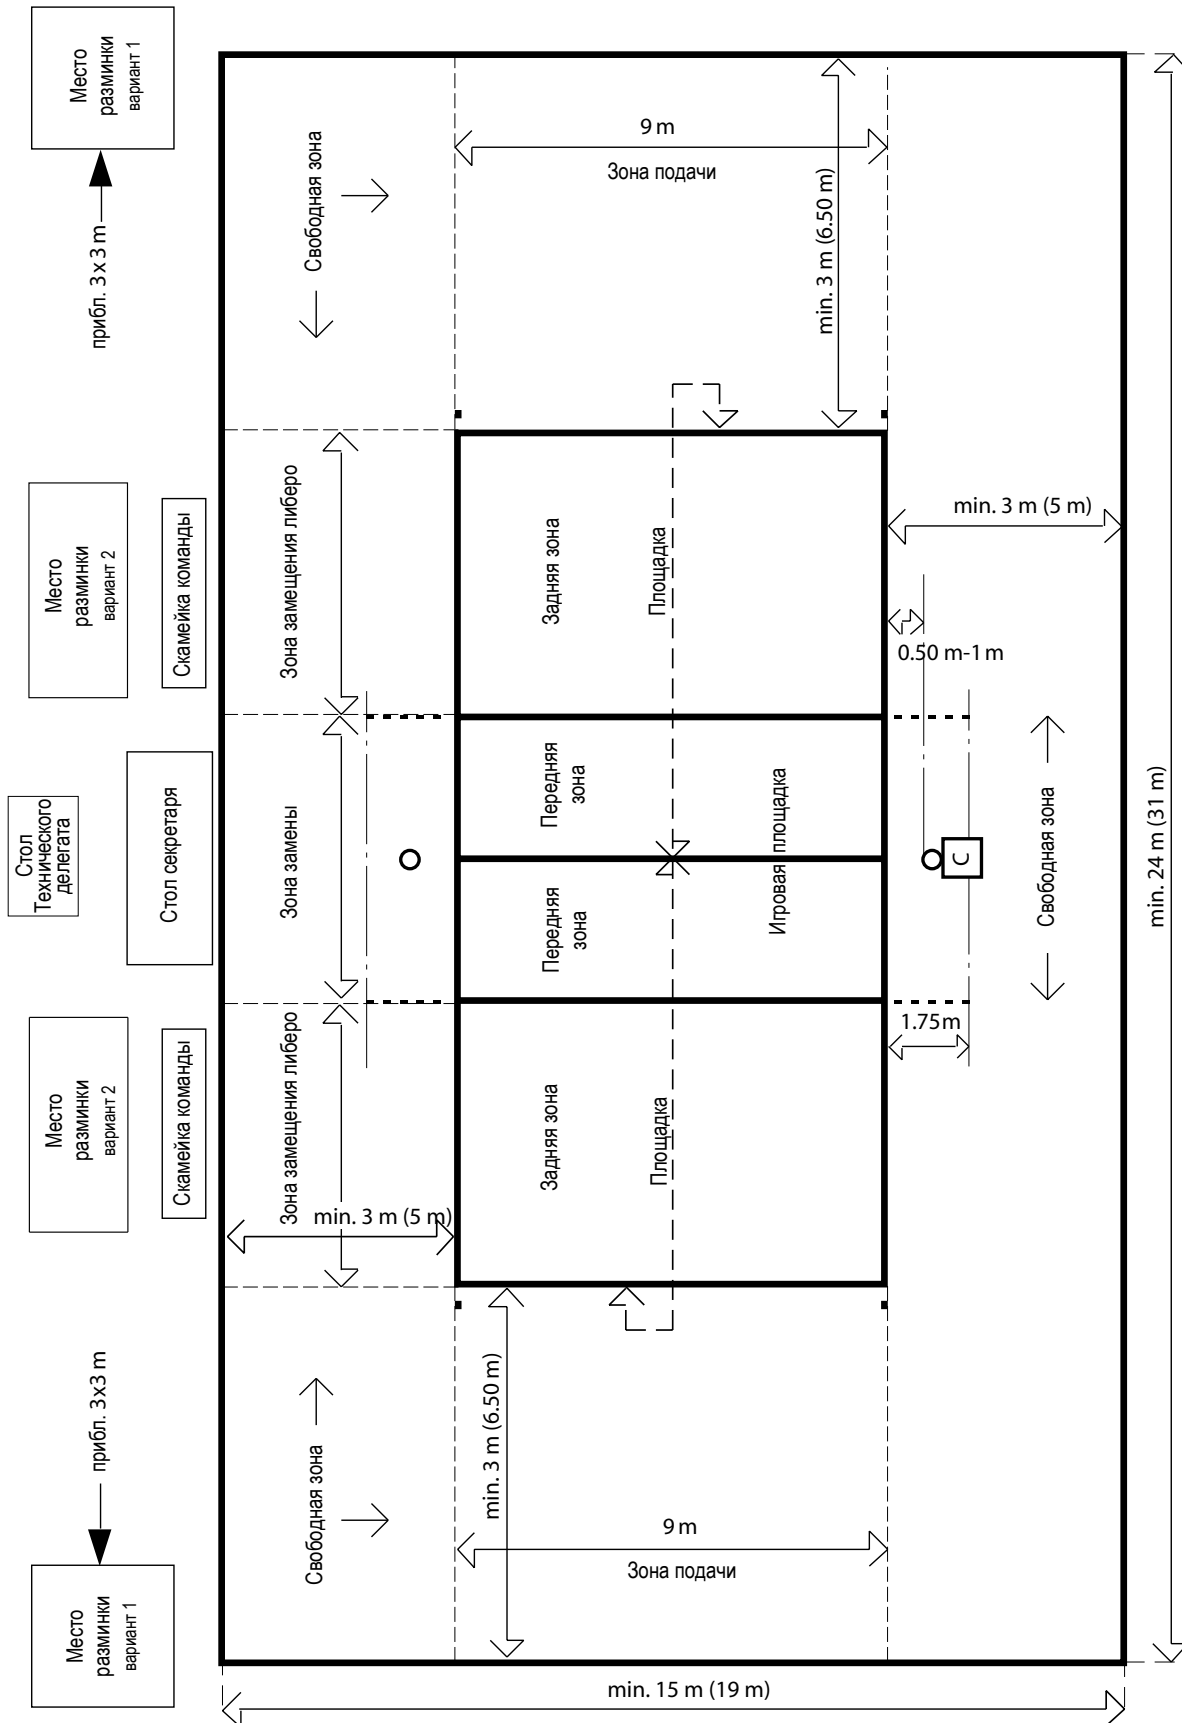 Место
разминки
вариант 1
прибл. 3 x 3 m
Свободная зона
9 m
Зона подачи
min. 3 m (6.50 m)
Место
разминки
вариант 2
Скамейка команды
Зона замещения либеро
Задняя зона
Площадка
min. 3 m (5 m)
0.50 m-1 m
Стол
Технического
делегата
Стол секретаря
Зона замены
Передняя
зона
Передняя
зона
Игровая площадка
C
Свободная зона
min. 24 m (31 m)
1.75m
Место
разминки
вариант 2
Скамейка команды
Зона замещения либеро
min. 3 m (5 m)
Задняя зона
Площадка
прибл. 3x3 m
Свободная зона
min. 3 m (6.50 m)
9 m
Зона подачи
Место
разминки
вариант 1
min. 15 m (19 m)